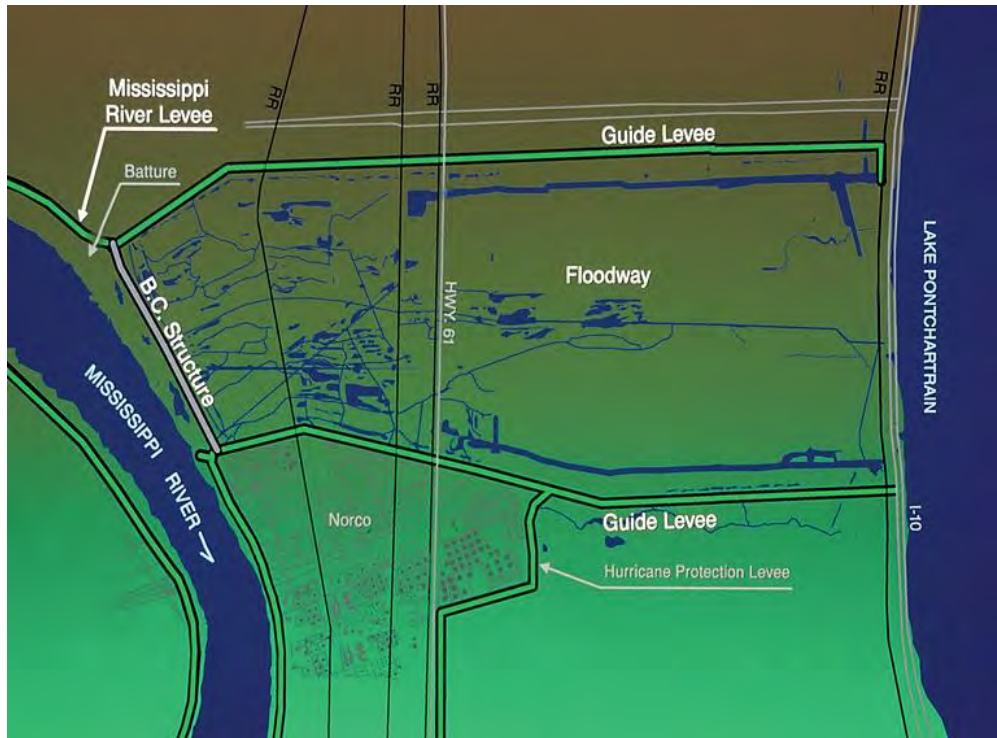 Mississippi
River Levee
Batture
RR
RR
RR
RR
Guide Levee
B.C. Structure
HWY. 61
Floodway
LAKE PONTCHARTRAIN
MISSISSIPPI RIVER
Norco
Guide Levee
I-10
Hurricane Protection Levee